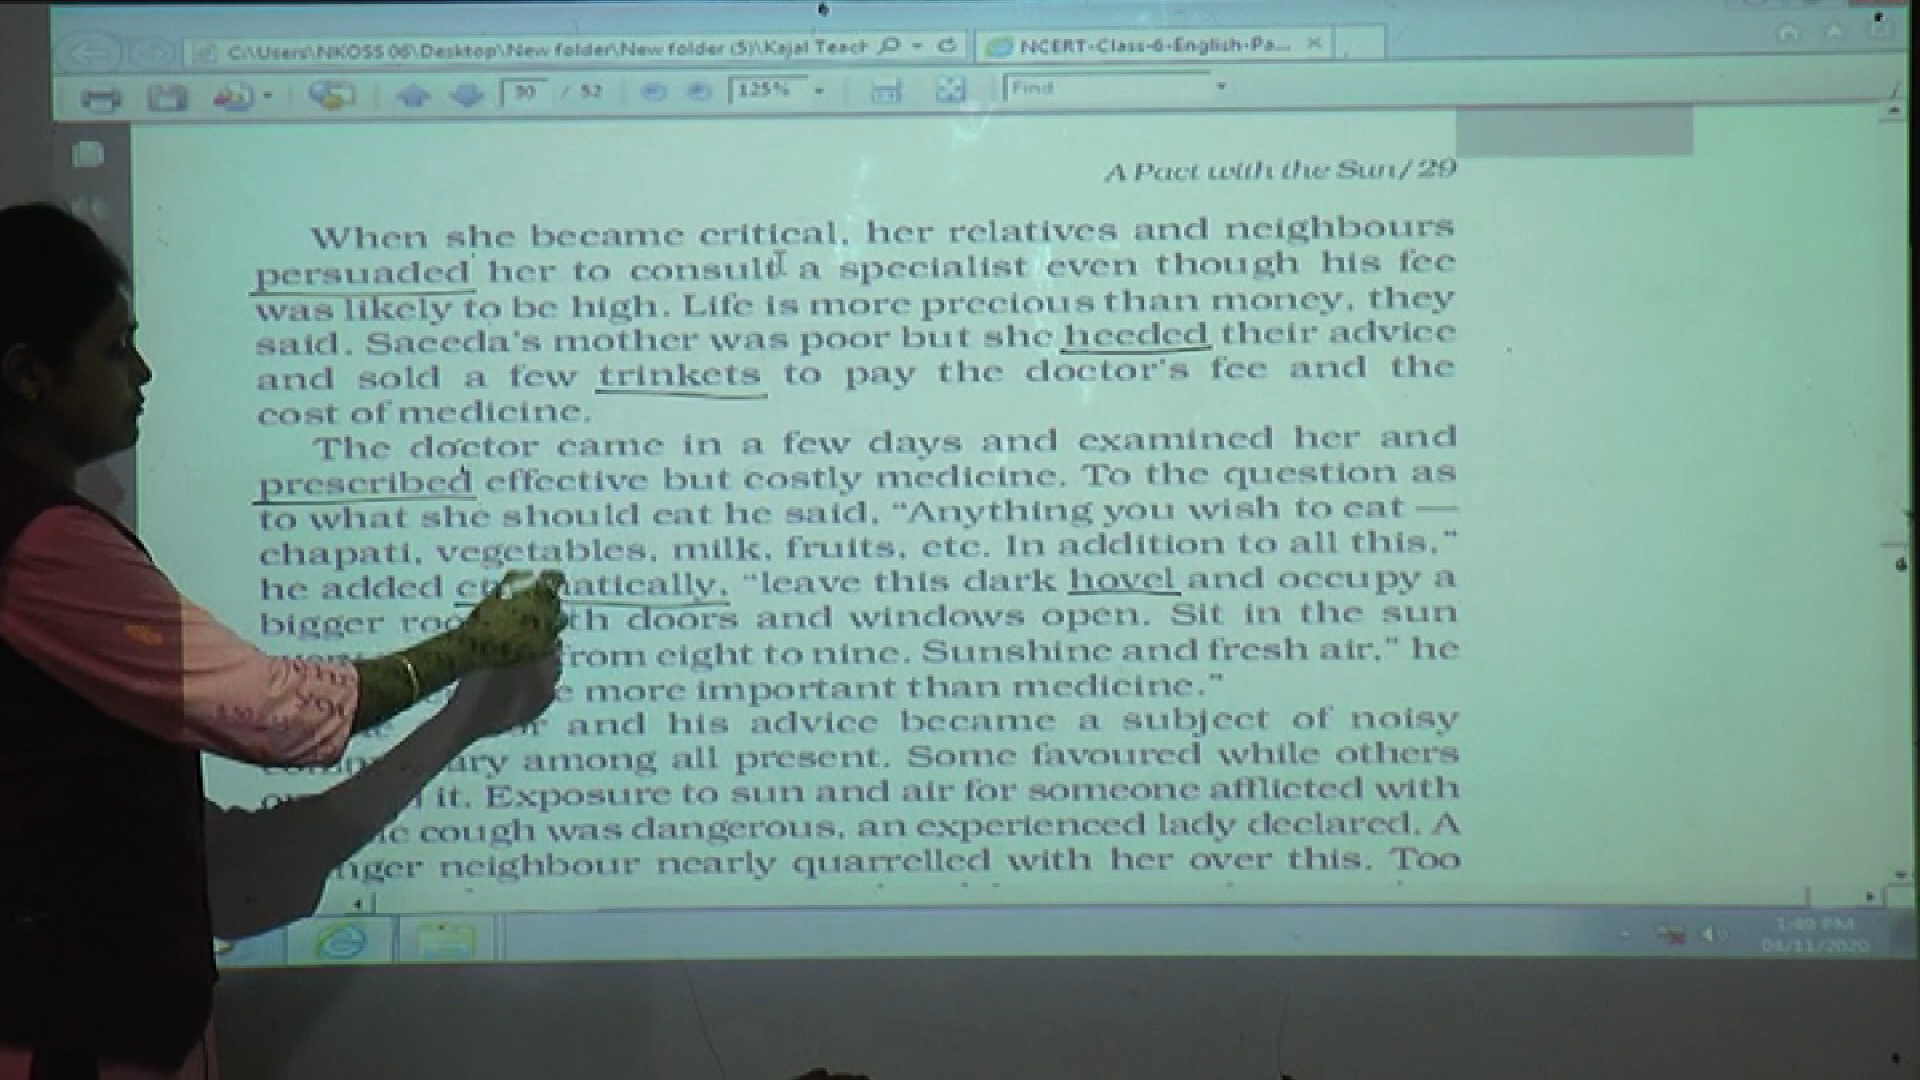 C:\Users\NKOSS 06\Desktop\New folder\New folder (5)\Kajal Teach
NCERT-Class-6-English-Pa...
30 / 52
125%
Find
A Pact with the Sun/29
When she became critical, her relatives and neighbours
persuaded her to consult a specialist even though his fee
was likely to be high. Life is more precious than money, they
said. Saeeda's mother was poor but she heeded their advice
and sold a few trinkets to pay the doctor's fee and the
cost of medicine.
The doctor came in a few days and examined her and
prescribed effective but costly medicine. To the question as
to what she should eat he said, “Anything you wish to eat —
chapati, vegetables, milk, fruits, etc. In addition to all this,”
he added matically, “leave this dark hovel and occupy a
bigger th doors and windows open. Sit in the sun
rom eight to nine. Sunshine and fresh air,” he
more important than medicine.”
and his advice became a subject of noisy
ary among all present. Some favoured while others
it. Exposure to sun and air for someone afflicted with
cough was dangerous, an experienced lady declared. A
nger neighbour nearly quarrelled with her over this. Too
1:49 PM
04/11/2020